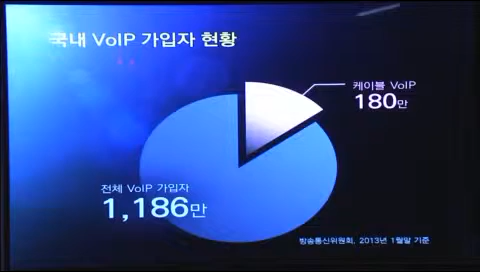 국내 VoIP 가입자 현황
케이블 VoIP
180만
전체 VoIP 가입자
1,186만
방송통신위원회, 2013년 1월말 기준